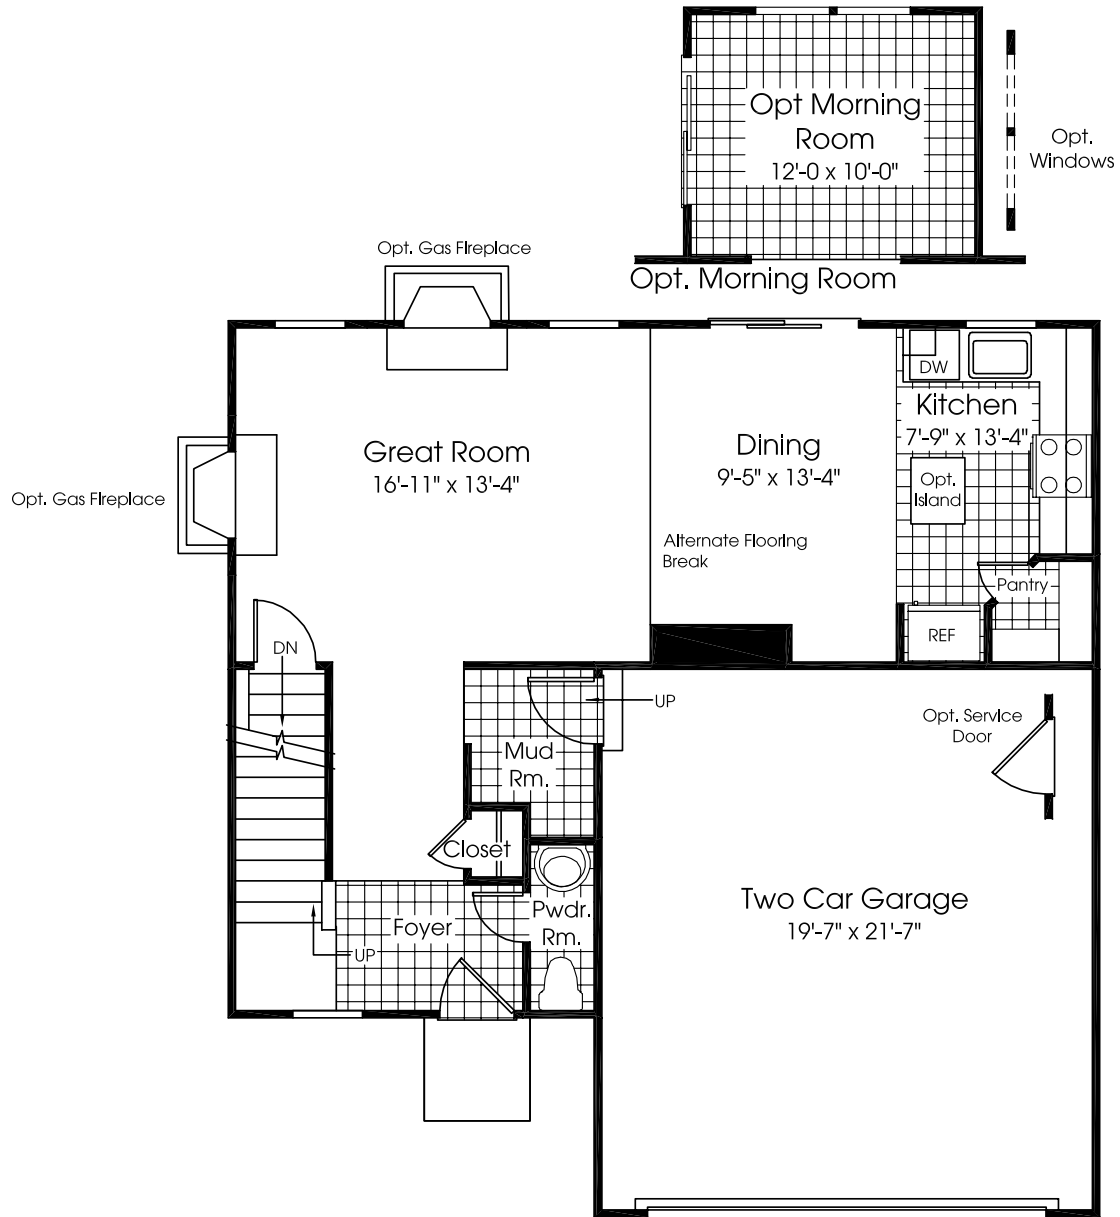 Opt Morning
Room
12'-0 x 10'-0"
Opt.
Windows
Opt. Morning Room
Opt. Gas Fireplace
DW
Kitchen
7'-9" x 13'-4"
Great Room
16'-11" x 13'-4"
Dining
9'-5" x 13'-4"
Opt.
Island
Opt. Gas Fireplace
Alternate Flooring
Break
Pantry
REF
DN
UP
Opt. Service
Door
Mud
Rm.
Closet
Two Car Garage
19'-7" x 21'-7"
Foyer
Pwdr.
Rm.
UP